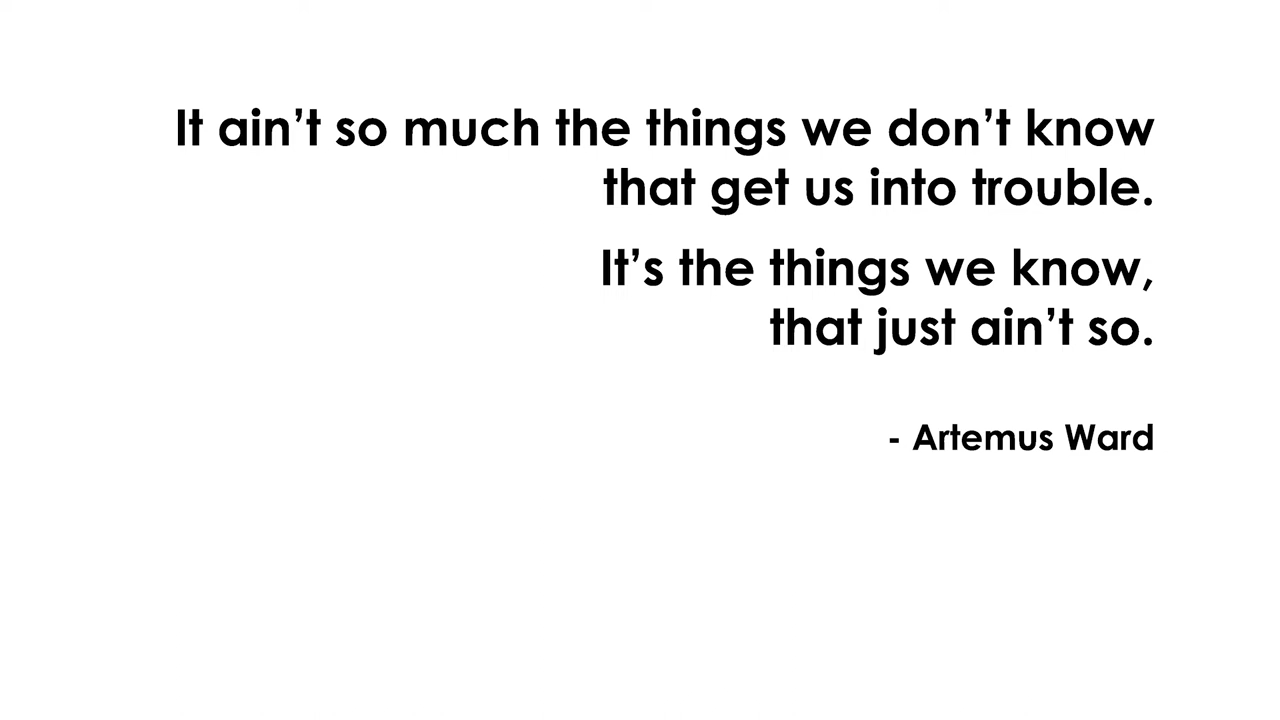 It ain’t so much the things we don’t know
that get us into trouble.
It’s the things we know,
that just ain’t so.
- Artemus Ward